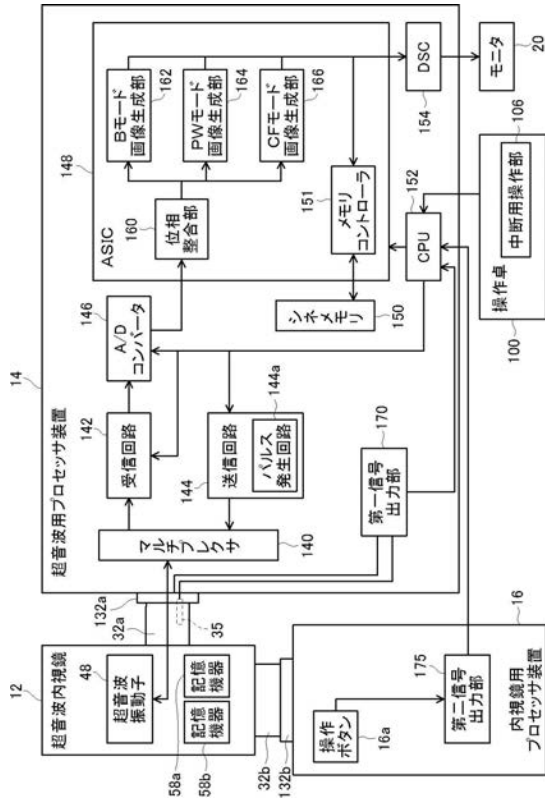 14
超音波用プロセッサ装置
148
ASIC
Bモード
画像生成部
162
PWモード
画像生成部
164
CFモード
画像生成部
166
160
位相
整合部
151
メモリ
コントローラ
シネメモリ
150
146
A/D
コンバータ
142
受信回路
144
送信回路
144a
パルス
発生回路
マルチプレクサ
140
170
第一信号
出力部
152
CPU
154
DSC
モニタ
20
106
中断用操作部
操作卓
100
12
超音波内視鏡
48
超音波
振動子
記憶
機器
58a
記憶
機器
58b
132a
32a
35
32b
132b
16
内視鏡用
プロセッサ装置
操作
ボタン
16a
175
第二信号
出力部